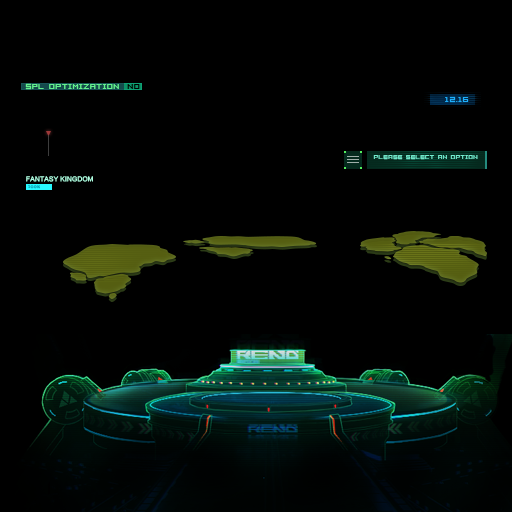 SPL OPTIMIZATION NO
12.16
PLEASE SELECT AN OPTION
FANTASY KINGDOM
RENO
RENO